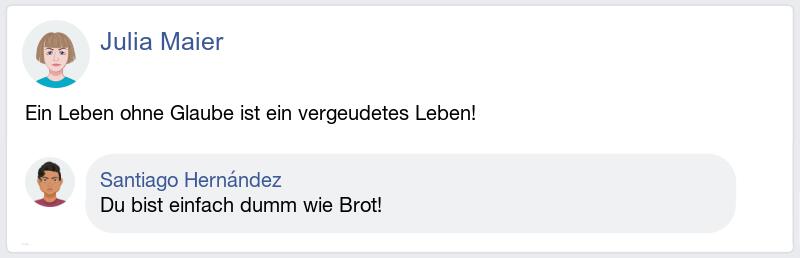 Julia Maier
Ein Leben ohne Glaube ist ein vergeudetes Leben!
Santiago Hernández
Du bist einfach dumm wie Brot!